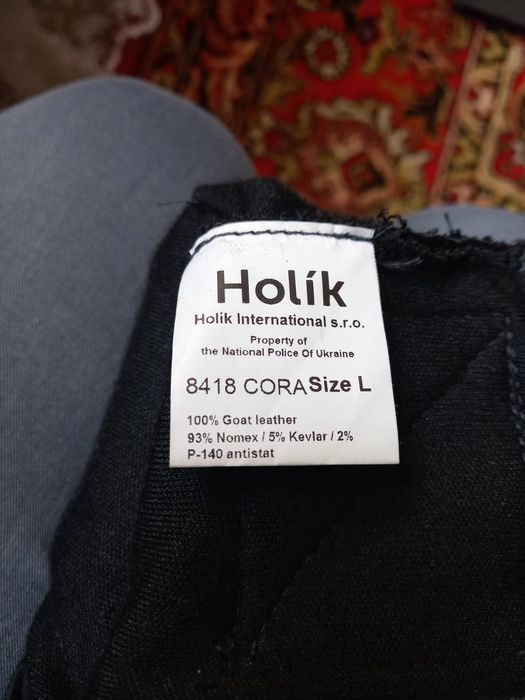 Holík
Holík International s.r.o.
Property of
the National Police Of Ukraine
8418 CORA Size L
100% Goat leather
93% Nomex / 5% Kevlar / 2%
P-140 antistat